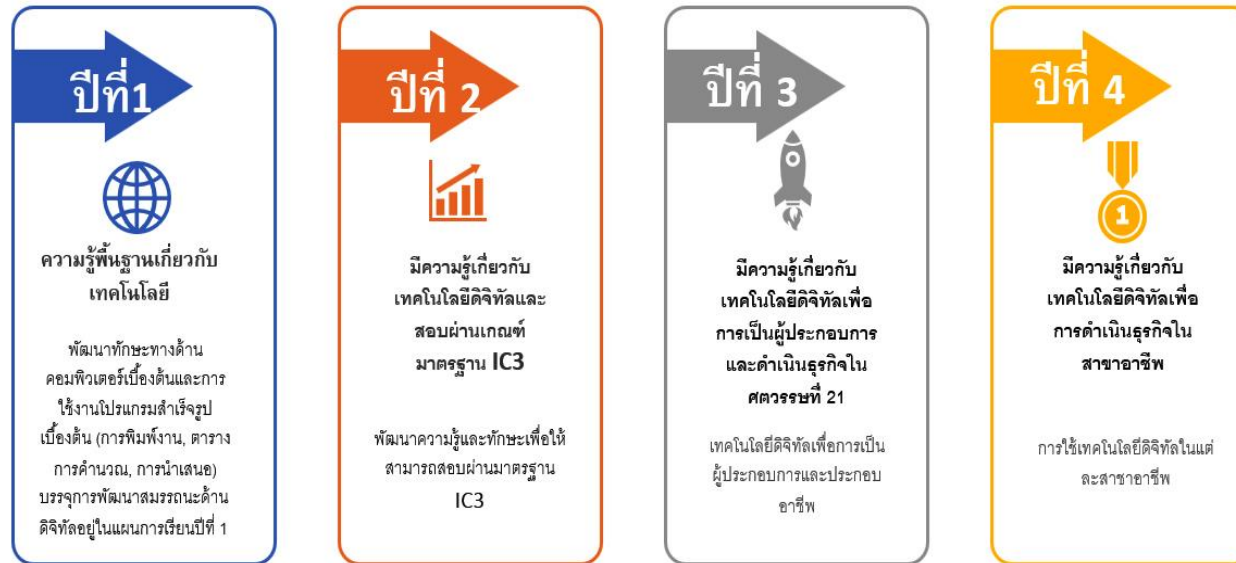 ปีที่1
ความรู้พื้นฐานเกี่ยวกับ
เทคโนโลยี
พัฒนาทักษะทางด้าน
คอมพิวเตอร์เบื้องต้นและการ
ใช้งานโปรแกรมสำเร็จรูป
เบื้องต้น (การพิมพ์งาน, ตาราง
การคำนวณ, การนำเสนอ)
บรรจุการพัฒนาสมรรถนะด้าน
ดิจิทัลอยู่ในแผนการเรียนปีที่ 1
ปีที่ 2
มีความรู้เกี่ยวกับ
เทคโนโลยีดิจิทัลและ
สอบผ่านเกณฑ์
มาตรฐาน IC3
พัฒนาความรู้และทักษะเพื่อให้
สามารถสอบผ่านมาตรฐาน
IC3
ปีที่ 3
มีความรู้เกี่ยวกับ
เทคโนโลยีดิจิทัลเพื่อ
การเป็นผู้ประกอบการ
และดำเนินธุรกิจใน
ศตวรรษที่ 21
เทคโนโลยีดิจิทัลเพื่อการเป็น
ผู้ประกอบการและประกอบ
อาชีพ
ปีที่ 4
1
มีความรู้เกี่ยวกับ
เทคโนโลยีดิจิทัลเพื่อ
การดำเนินธุรกิจใน
สาขาอาชีพ
การใช้เทคโนโลยีดิจิทัลในแต่
ละสาขาอาชีพ